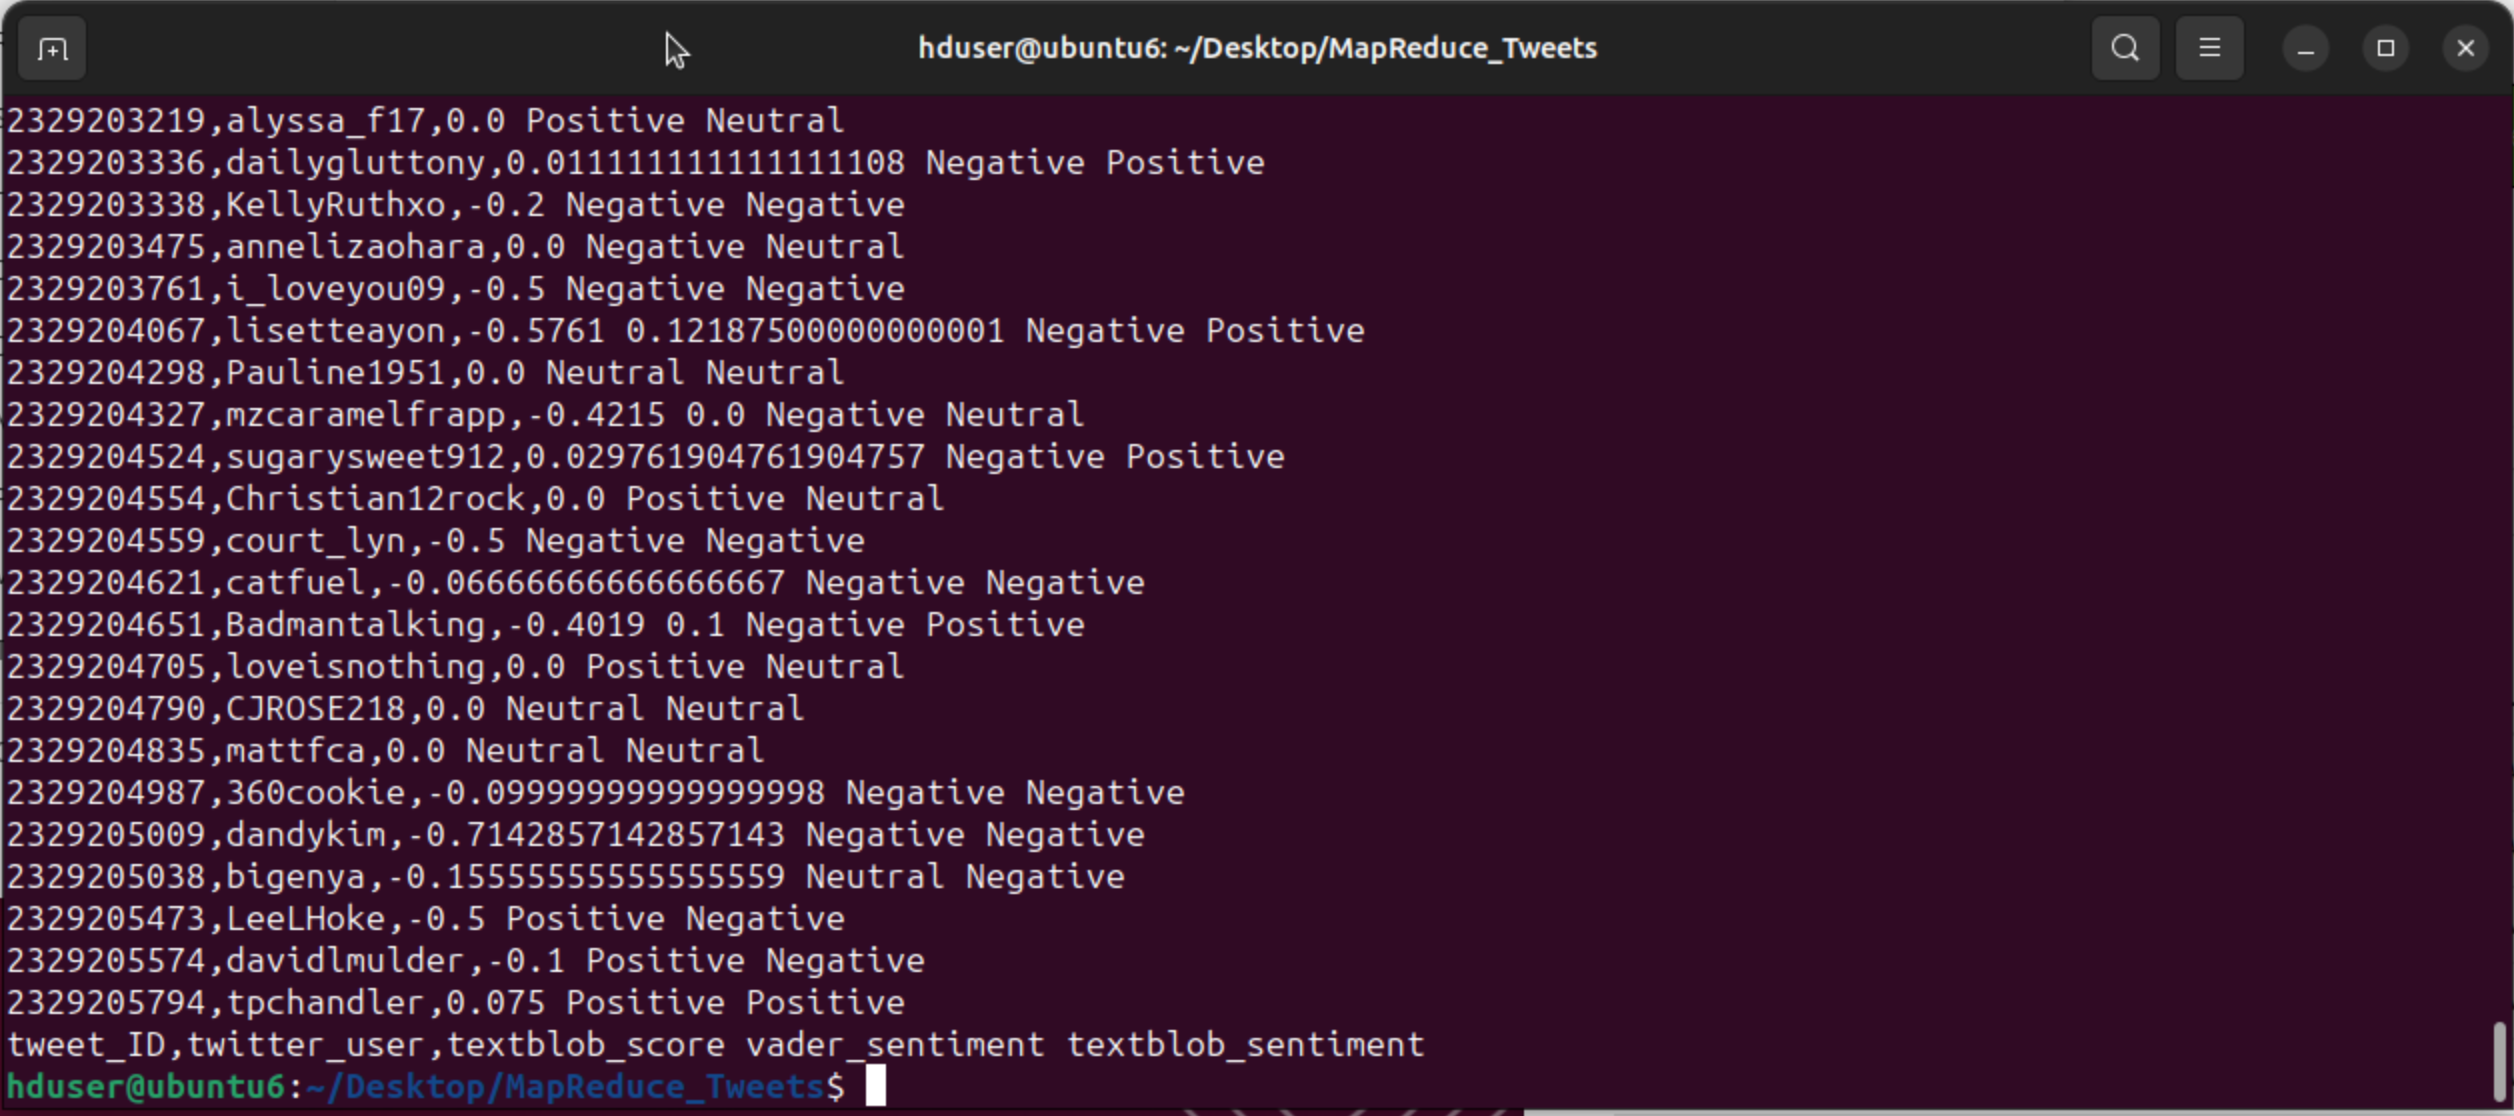 hduser@ubuntu6: ~/Desktop/MapReduce_Tweets
2329203219,alyssa_f17,0.0 Positive Neutral
2329203336,dailygluttony,0.011111111111111108 Negative Positive
2329203338,KellyRuthxo,-0.2 Negative Negative
2329203475,annelizaohara,0.0 Negative Neutral
2329203761,i_loveyou09,-0.5 Negative Negative
2329204067,lisetteayon,-0.5761 0.12187500000000001 Negative Positive
2329204298,Pauline1951,0.0 Neutral Neutral
2329204327,mzcaramelfrapp,-0.4215 0.0 Negative Neutral
2329204524,sugarysweet912,0.029761904761904757 Negative Positive
2329204554,Christian12rock,0.0 Positive Neutral
2329204559,court_lyn,-0.5 Negative Negative
2329204621,catfuel,-0.06666666666666667 Negative Negative
2329204651,Badmantalking,-0.4019 0.1 Negative Positive
2329204705,loveisnothing,0.0 Positive Neutral
2329204790,CJROSE218,0.0 Neutral Neutral
2329204835,mattfca,0.0 Neutral Neutral
2329204987,360cookie,-0.09999999999999998 Negative Negative
2329205009,dandykim,-0.7142857142857143 Negative Negative
2329205038,bigenya,-0.15555555555555559 Neutral Negative
2329205473,LeeLHoke,-0.5 Positive Negative
2329205574,davidlmulder,-0.1 Positive Negative
2329205794,tpchandler,0.075 Positive Positive
tweet_ID,twitter_user,textblob_score vader_sentiment textblob_sentiment
hduser@ubuntu6:~/Desktop/MapReduce_Tweets$